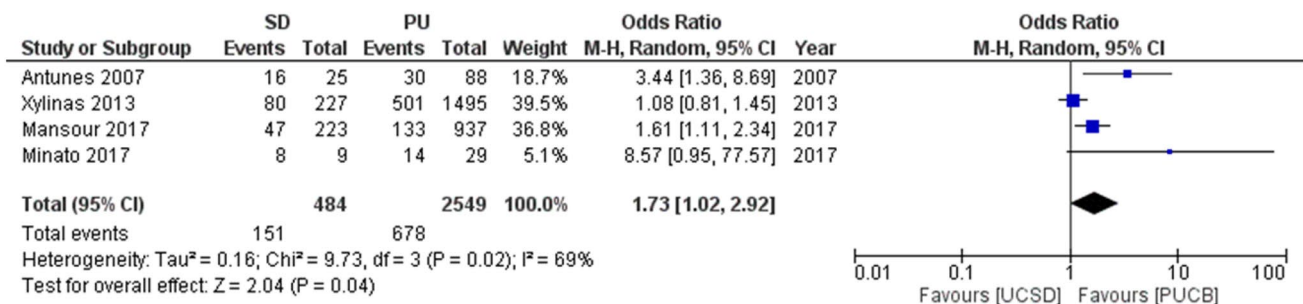 SD PU Odds Ratio Odds Ratio
Study or Subgroup Events Total Events Total Weight M-H, Random, 95% CI Year M-H, Random, 95% CI
Antunes 2007 16 25 30 88 18.7% 3.44 [1.36, 8.69] 2007
Xylinas 2013 80 227 501 1495 39.5% 1.08 [0.81, 1.45] 2013
Mansour 2017 47 223 133 937 36.8% 1.61 [1.11, 2.34] 2017
Minato 2017 8 9 14 29 5.1% 8.57 [0.95, 77.57] 2017
Total (95% CI) 484 2549 100.0% 1.73 [1.02, 2.92]
Total events 151 678
Heterogeneity: Tau² = 0.16; Chi² = 9.73, df = 3 (P = 0.02); I² = 69%
Test for overall effect: Z = 2.04 (P = 0.04)
0.01 0.1 1 10 100
Favours [UCSD] Favours [PUCB]